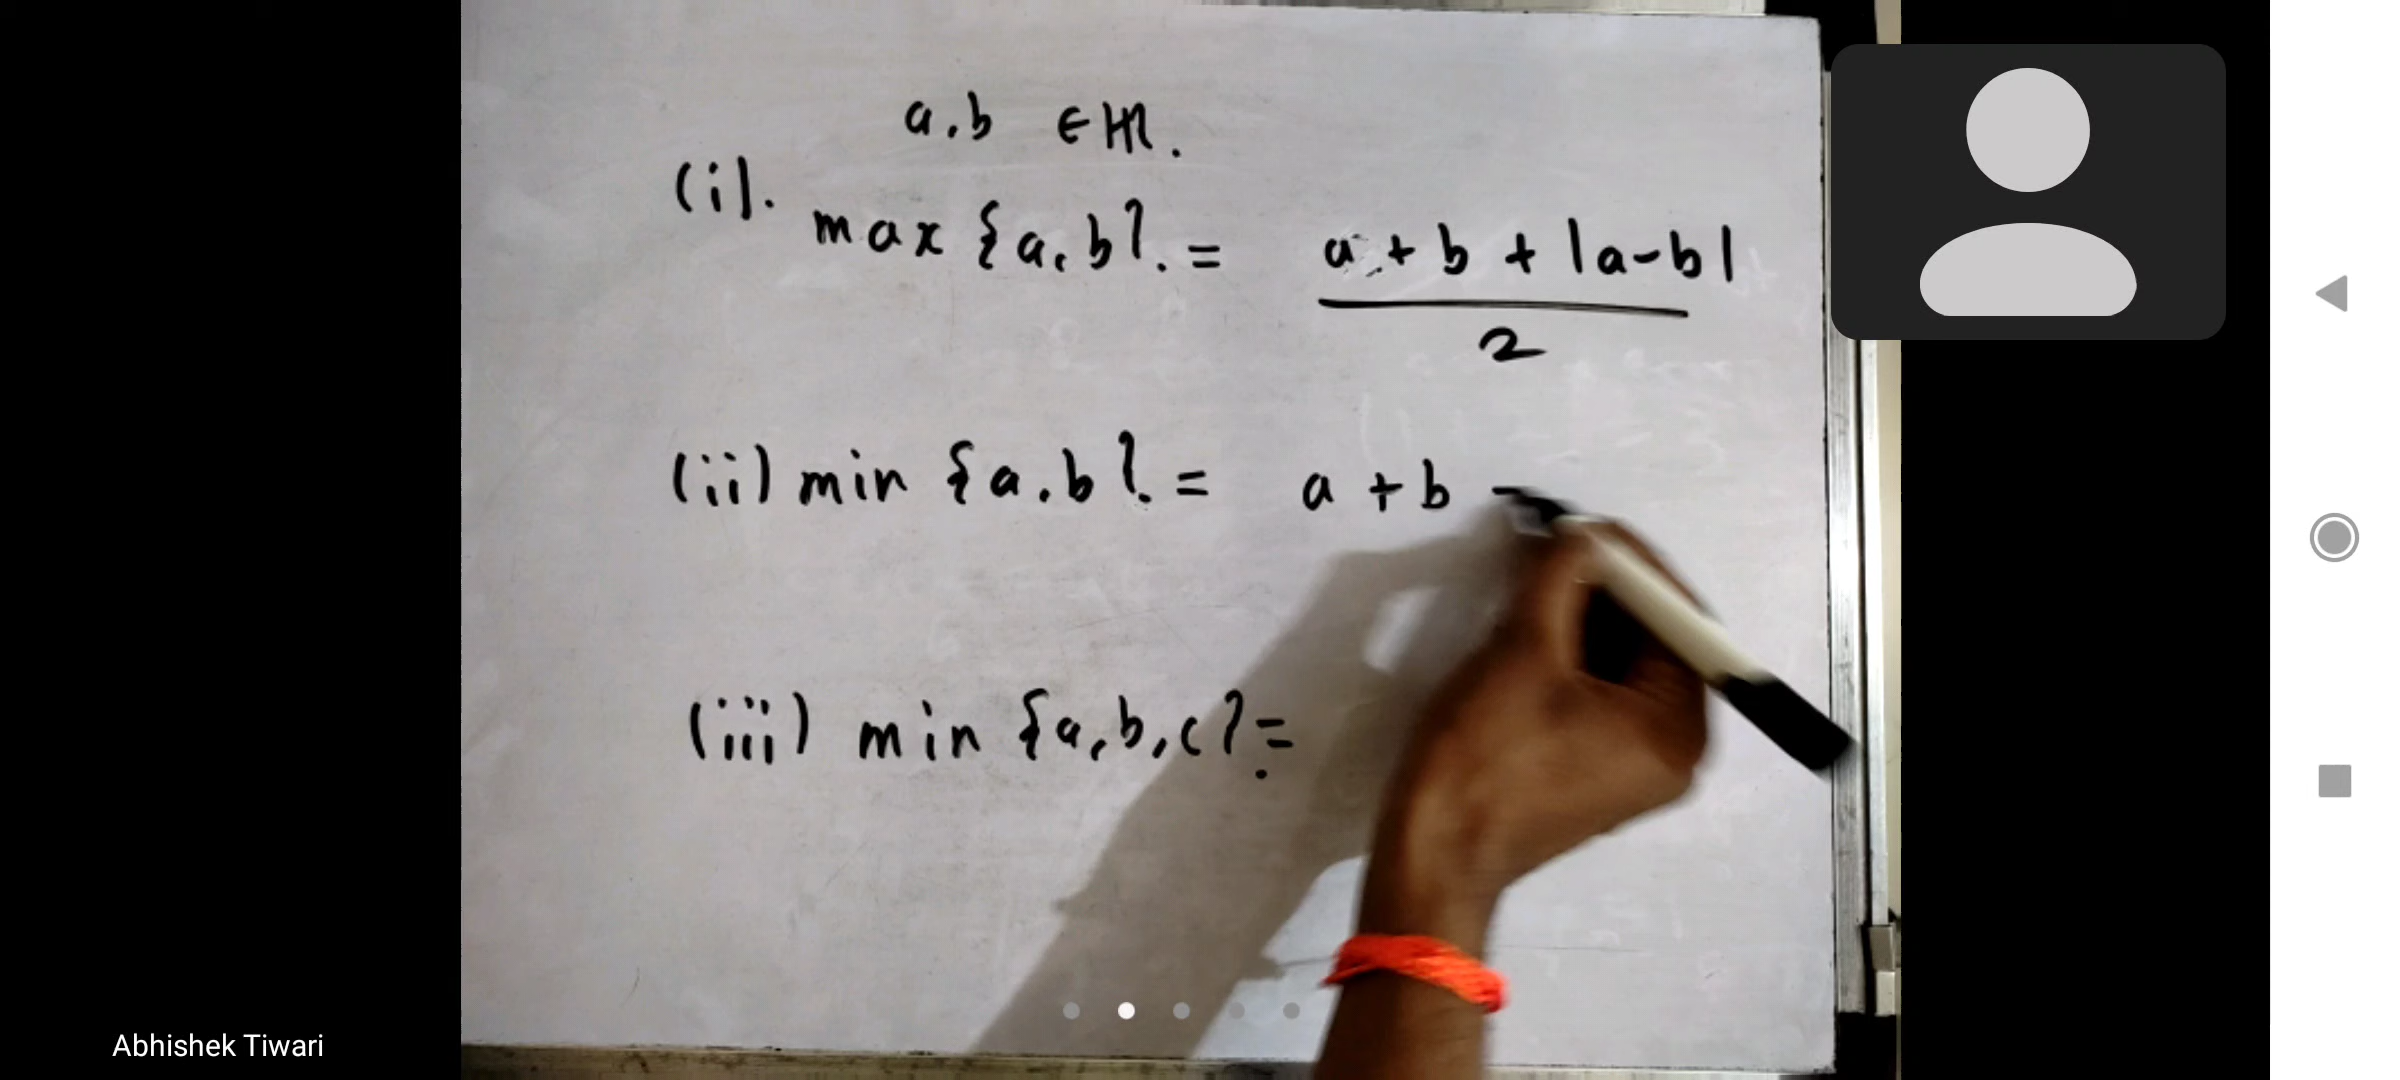 a,b ∈ ℝ.
(i). max {a,b}. = a + b + |a-b|
2
(ii) min {a,b}. = a + b -
(iii) min {a,b,c} =
Abhishek Tiwari